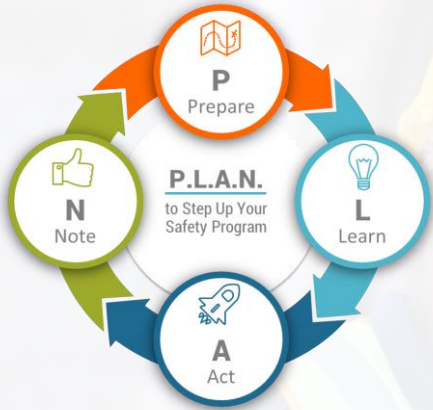 P
Prepare
P.L.A.N.
to Step Up Your
Safety Program
L
Learn
A
Act
N
Note